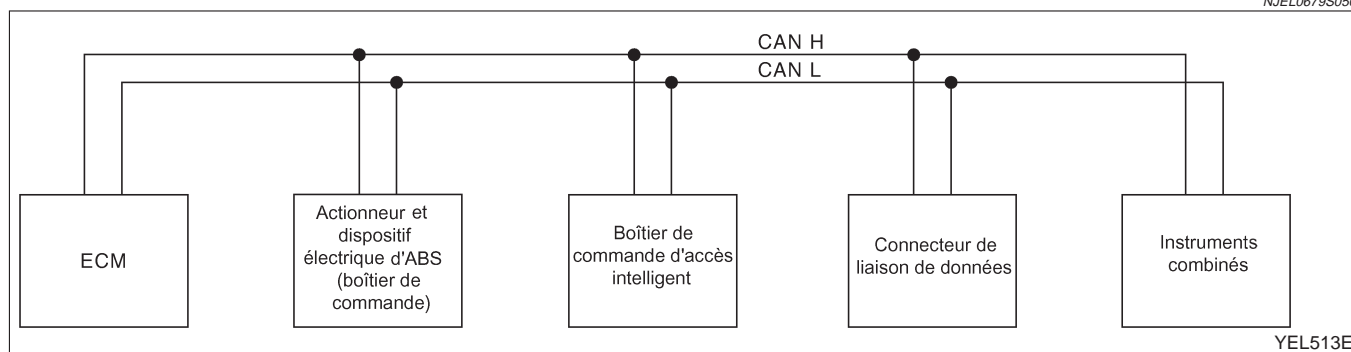 NJEL0679S050
CAN H
CAN L
ECM
Actionneur et
dispositif
électrique d'ABS
(boîtier de
commande)
Boîtier de
commande d'accès
intelligent
Connecteur de
liaison de données
Instruments
combinés
YEL513E